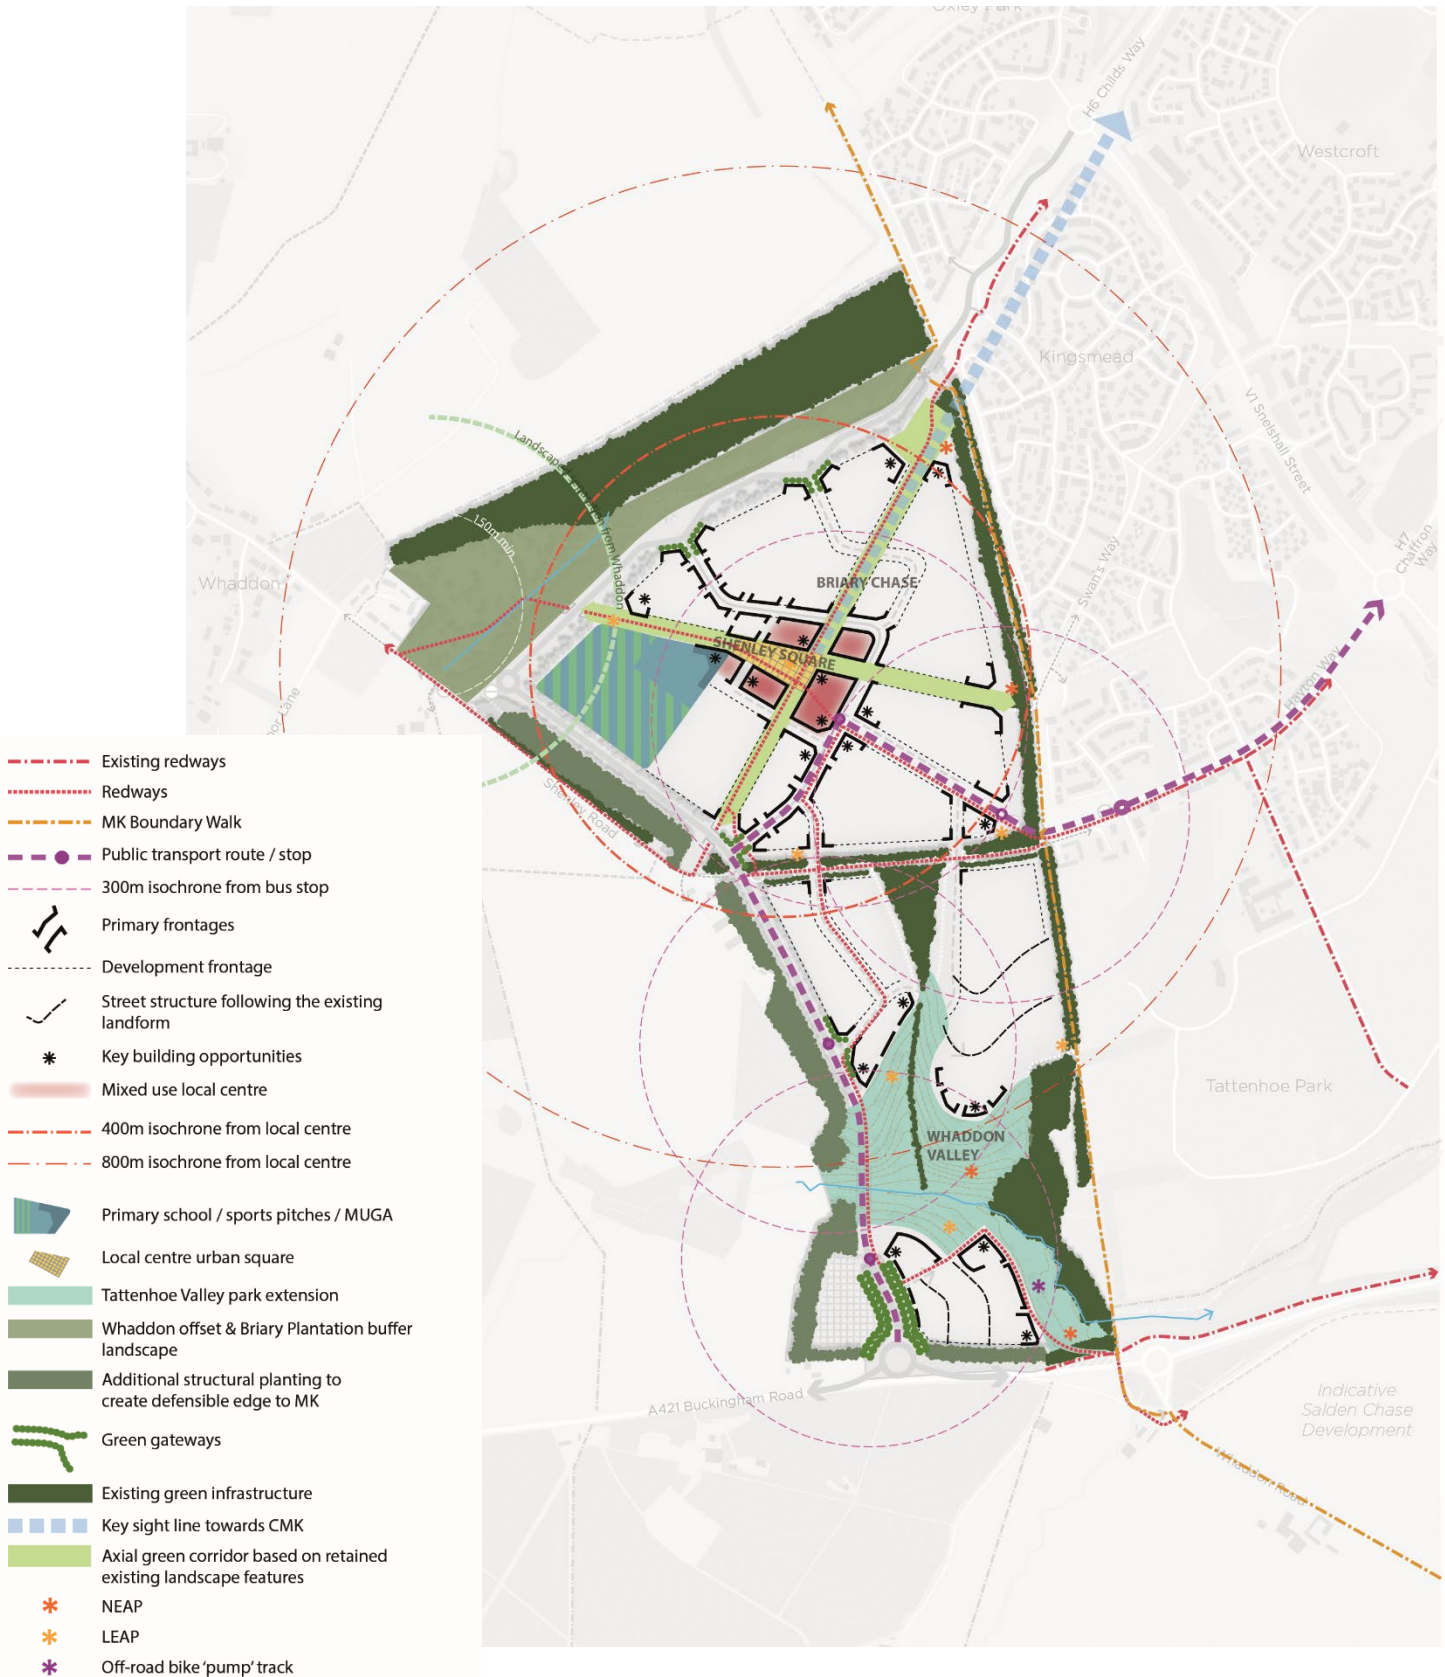 Oxley Park
H6 Childs Way
Westcroft
Kingsmead
V1 Snelshall Street
H7
Chaffron
Way
Landscape
from Whaddon
150m min
Whaddon
BRIARY CHASE
Swan's Way
SHENLEY SQUARE
Hayton Way
Shenley Road
Tattenhoe Park
WHADDON
VALLEY
A421 Buckingham Road
Indicative
Salden Chase
Development
Whaddon Road
Existing redways
Redways
MK Boundary Walk
Public transport route / stop
300m isochrone from bus stop
Primary frontages
Development frontage
Street structure following the existing
landform
Key building opportunities
Mixed use local centre
400m isochrone from local centre
800m isochrone from local centre
Primary school / sports pitches / MUGA
Local centre urban square
Tattenhoe Valley park extension
Whaddon offset & Briary Plantation buffer
landscape
Additional structural planting to
create defensible edge to MK
Green gateways
Existing green infrastructure
Key sight line towards CMK
Axial green corridor based on retained
existing landscape features
NEAP
LEAP
Off-road bike 'pump' track